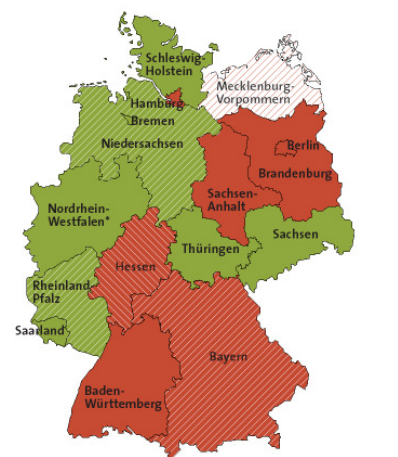 Schleswig-
Holstein
Mecklenburg-
Vorpommern
Hamburg
Bremen
Niedersachsen
Berlin
Brandenburg
Sachsen-
Anhalt
Nordrhein-
Westfalen*
Sachsen
Thüringen
Hessen
Rheinland-
Pfalz
Saarland
Bayern
Baden-
Württemberg